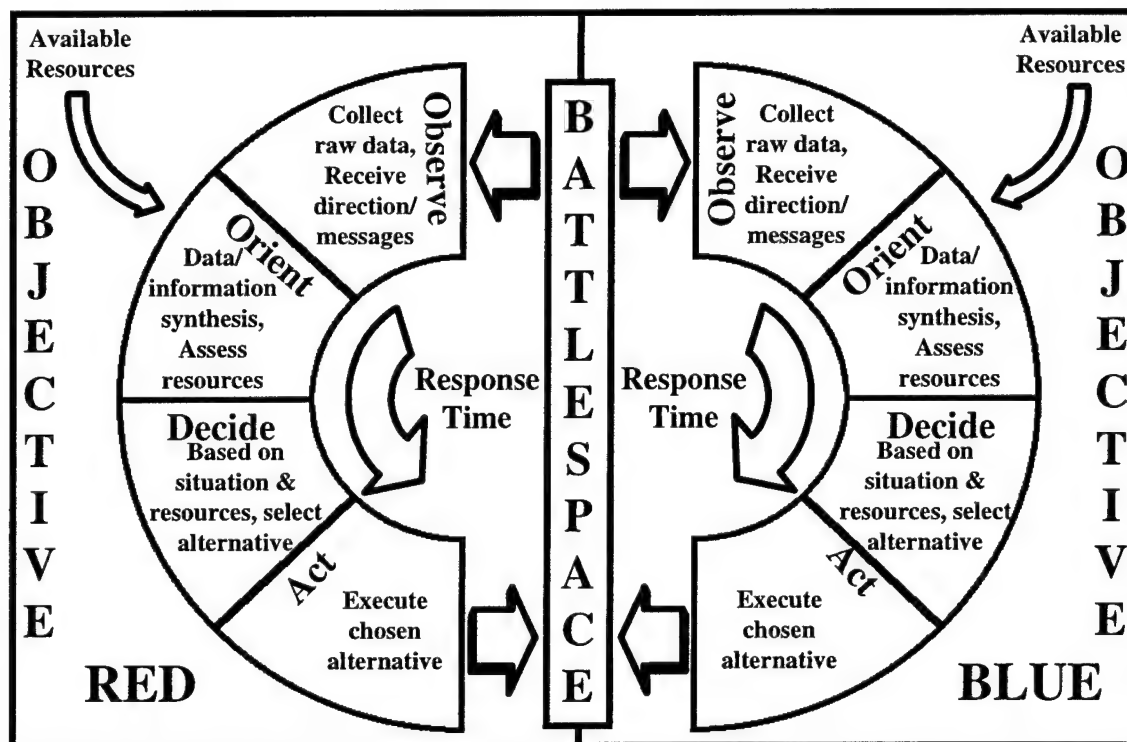 Available
Resources
OBJECTIVE
Observe
Collect
raw data,
Receive
direction/
messages
Orient
Data/
information
synthesis,
Assess
resources
Decide
Based on
situation &
resources, select
alternative
Act
Execute
chosen
alternative
Response
Time
RED
BATTLESPACE
Available
Resources
OBJECTIVE
Observe
Collect
raw data,
Receive
direction/
messages
Orient
Data/
information
synthesis,
Assess
resources
Decide
Based on
situation &
resources, select
alternative
Act
Execute
chosen
alternative
Response
Time
BLUE